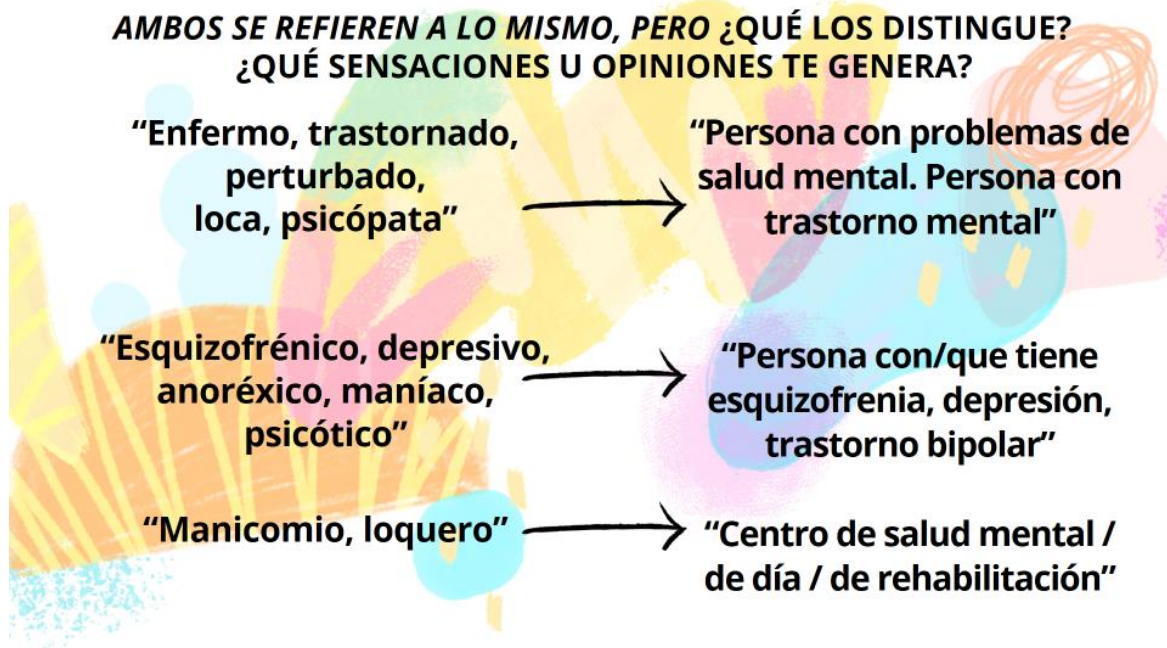 AMBOS SE REFIEREN A LO MISMO, PERO ¿QUÉ LOS DISTINGUE?
¿QUÉ SENSACIONES U OPINIONES TE GENERA?
“Enfermo, trastornado,
perturbado,
loca, psicópata”
“Persona con problemas de
salud mental. Persona con
trastorno mental”
“Esquizofrénico, depresivo,
anoréxico, maníaco,
psicótico”
“Persona con/que tiene
esquizofrenia, depresión,
trastorno bipolar”
“Manicomio, loquero”
“Centro de salud mental /
de día / de rehabilitación”